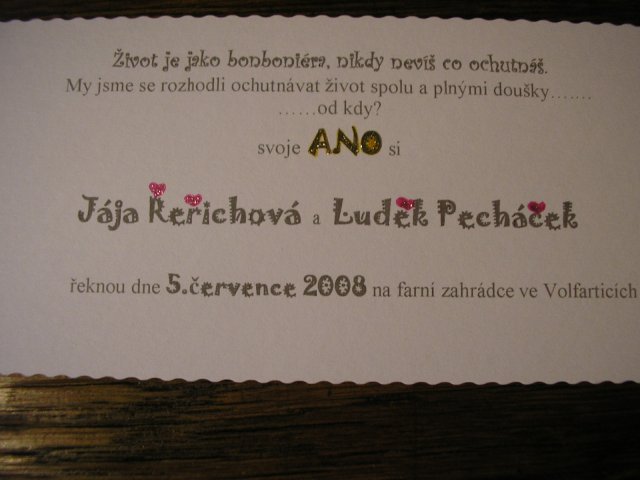 Život je jako bonboniéra, nikdy nevíš co ochutnáš.
My jsme se rozhodli ochutnávat život spolu a plnými doušky.......
......od kdy?
svoje ANO si
Jája Řeřichová a Luděk Pecháček
řeknou dne 5.července 2008 na farní zahrádce ve Volfarticích